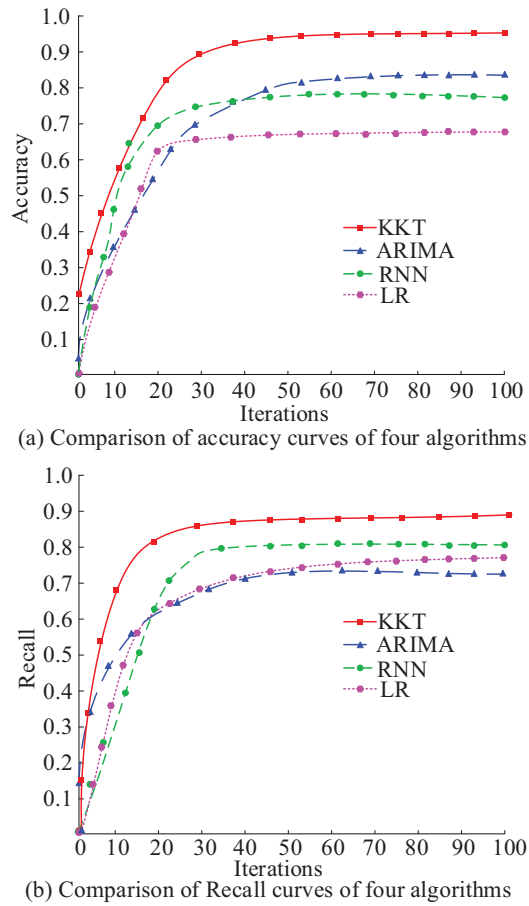 1.0
0.9
0.8
0.7
0.6
0.5
0.4
0.3
0.2
0.1
Accuracy
KKT
ARIMA
RNN
LR
0 10 20 30 40 50 60 70 80 90 100
Iterations
(a) Comparison of accuracy curves of four algorithms
1.0
0.9
0.8
0.7
0.6
0.5
0.4
0.3
0.2
0.1
Recall
KKT
ARIMA
RNN
LR
0 10 20 30 40 50 60 70 80 90 100
Iterations
(b) Comparison of Recall curves of four algorithms